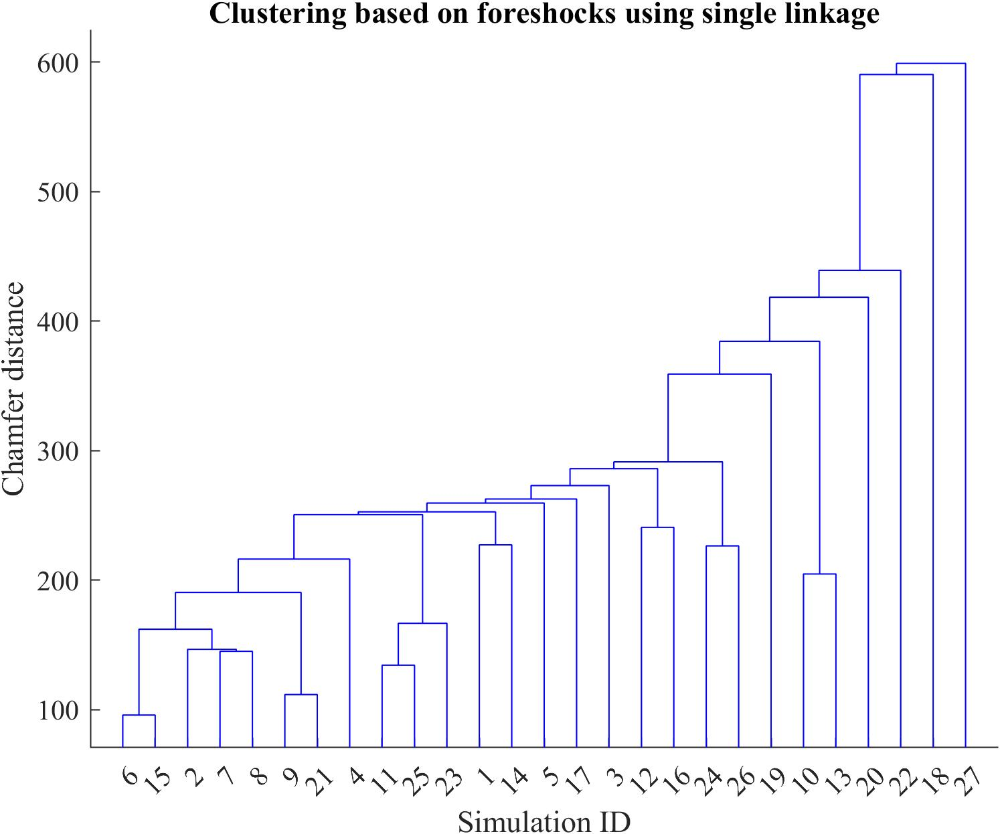 Clustering based on foreshocks using single linkage
600
500
400
300
200
100
Chamfer distance
6 15 2 7 8 9 21 4 11 25 23 1 14 5 17 3 12 16 24 26 19 10 13 20 22 18 27
Simulation ID